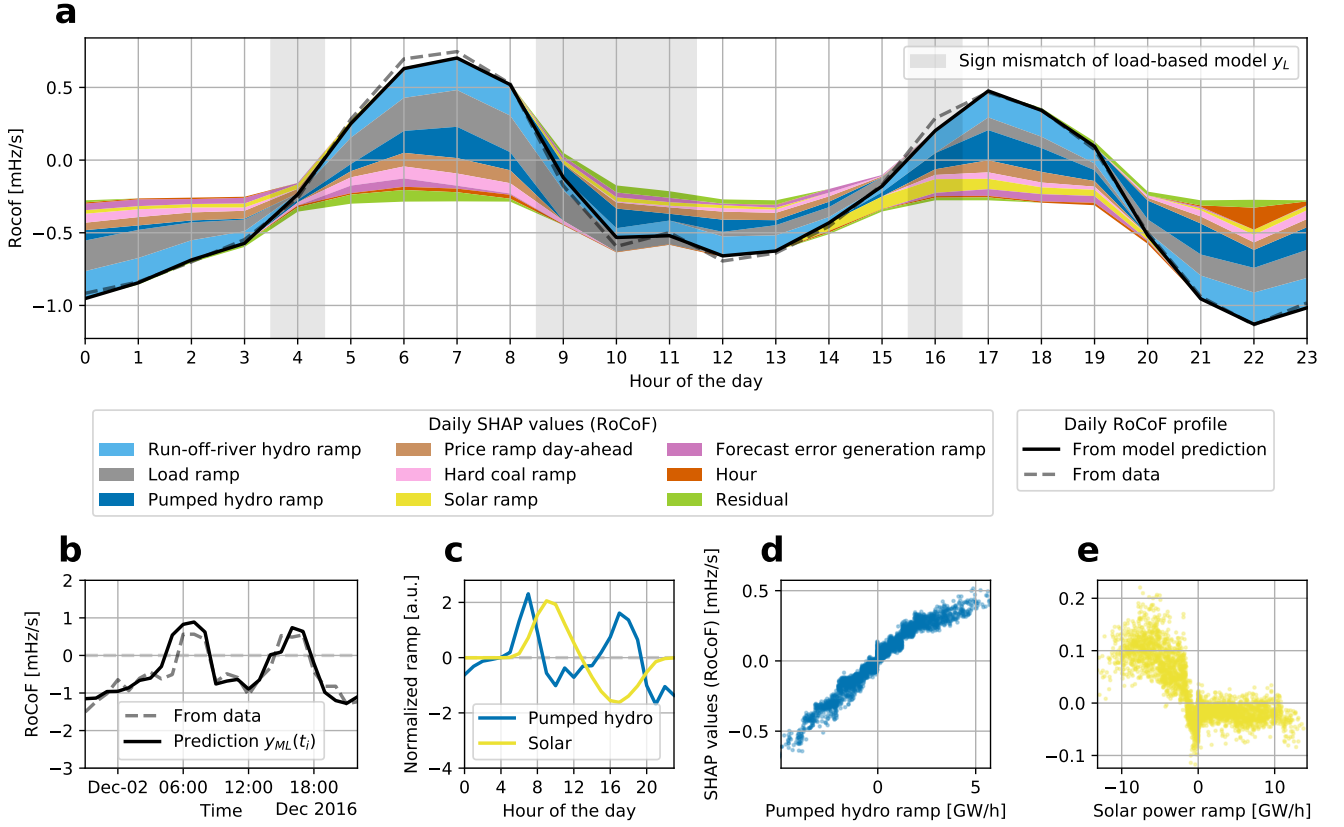 a
Sign mismatch of load-based model y_L
Rocof [mHz/s]
0.5
0.0
−0.5
−1.0
0 1 2 3 4 5 6 7 8 9 10 11 12 13 14 15 16 17 18 19 20 21 22 23
Hour of the day
Daily SHAP values (RoCoF)
Run-off-river hydro ramp
Load ramp
Pumped hydro ramp
Price ramp day-ahead
Hard coal ramp
Solar ramp
Forecast error generation ramp
Hour
Residual
Daily RoCoF profile
From model prediction
From data
b
RoCoF [mHz/s]
2
1
0
−1
−2
−3
From data
Prediction y_ML(t_i)
Dec-02 06:00 12:00 18:00
Time
Dec 2016
c
Normalized ramp [a.u.]
2
0
−2
−4
Pumped hydro
Solar
0 4 8 12 16 20
Hour of the day
d
SHAP values (RoCoF) [mHz/s]
0.5
0.0
−0.5
0 5
Pumped hydro ramp [GW/h]
e
0.2
0.1
0.0
−0.1
−10 0 10
Solar power ramp [GW/h]